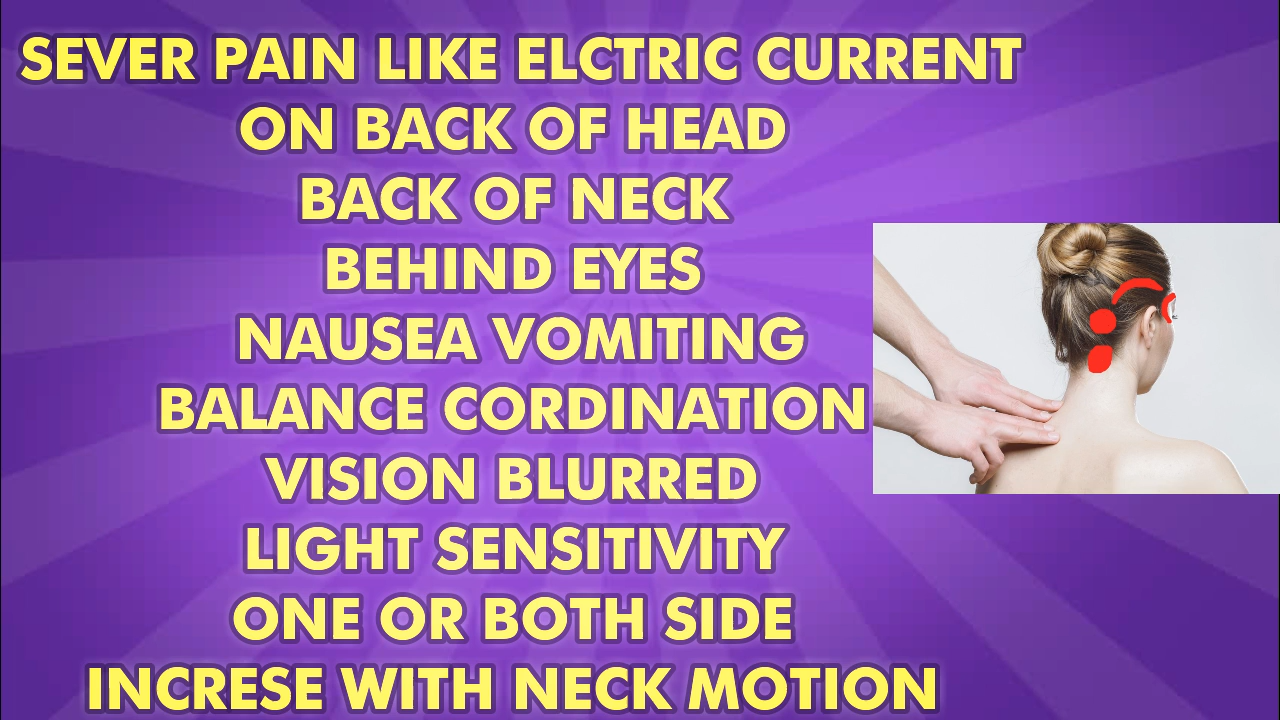 SEVER PAIN LIKE ELCTRIC CURRENT
ON BACK OF HEAD
BACK OF NECK
BEHIND EYES
NAUSEA VOMITING
BALANCE CORDINATION
VISION BLURRED
LIGHT SENSITIVITY
ONE OR BOTH SIDE
INCRESE WITH NECK MOTION